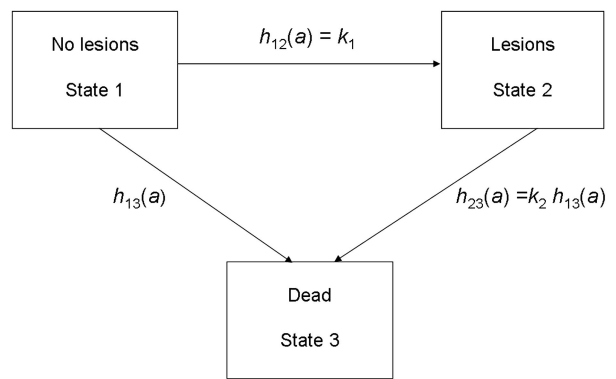 No lesions
State 1
h12(a) = k1
Lesions
State 2
h13(a)
h23(a) =k2 h13(a)
Dead
State 3